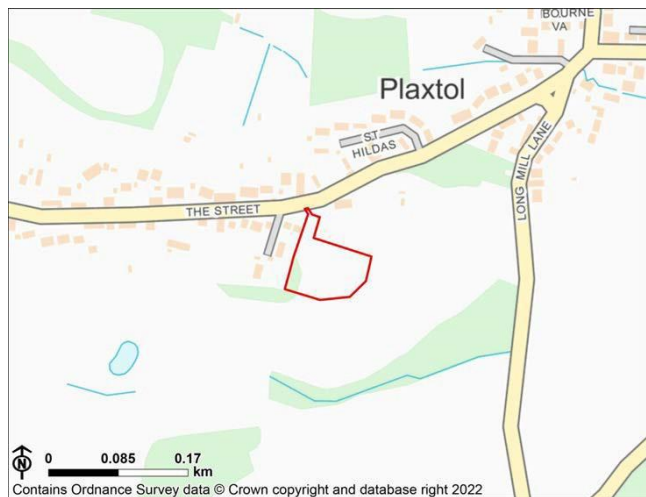 BOURNE
VA
Plaxtol
ST
HILDAS
LONG MILL LANE
THE STREET
N
0 0.085 0.17
km
Contains Ordnance Survey data © Crown copyright and database right 2022